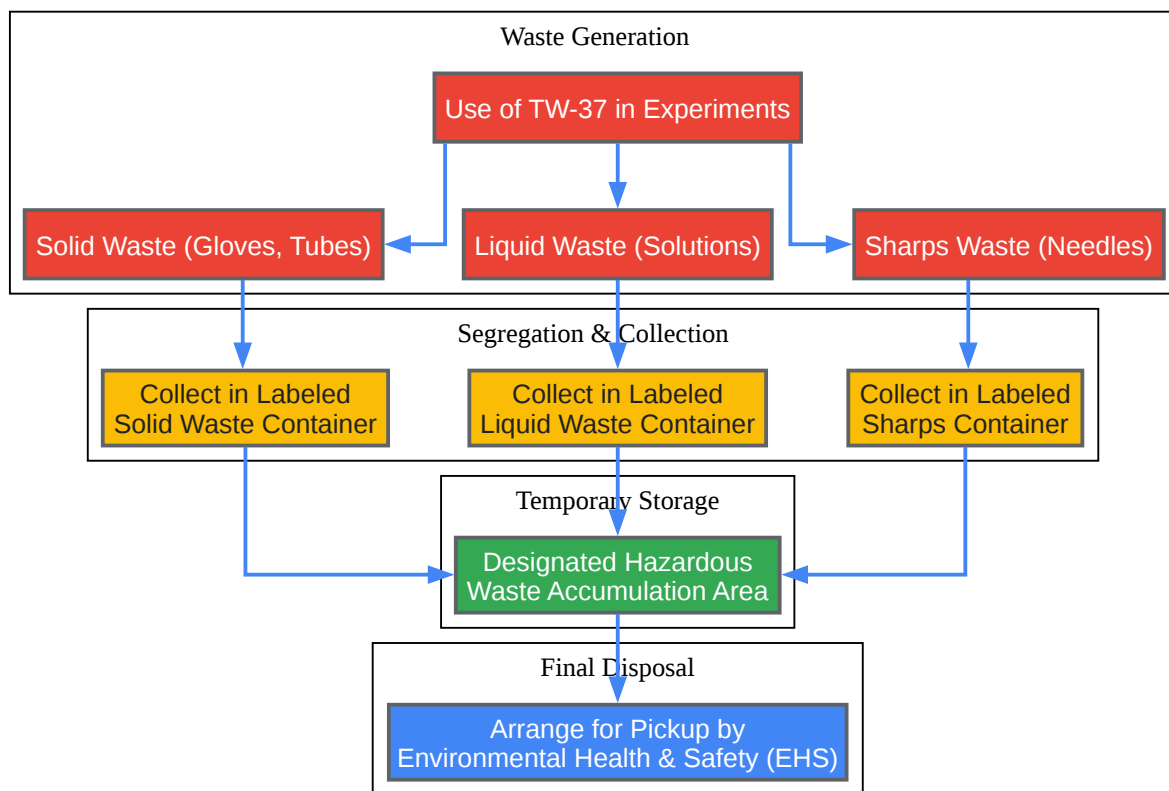 Waste Generation
Use of TW-37 in Experiments
Solid Waste (Gloves, Tubes)
Liquid Waste (Solutions)
Sharps Waste (Needles)
Segregation & Collection
Collect in Labeled
Solid Waste Container
Collect in Labeled
Liquid Waste Container
Collect in Labeled
Sharps Container
Temporary Storage
Designated Hazardous
Waste Accumulation Area
Final Disposal
Arrange for Pickup by
Environmental Health & Safety (EHS)